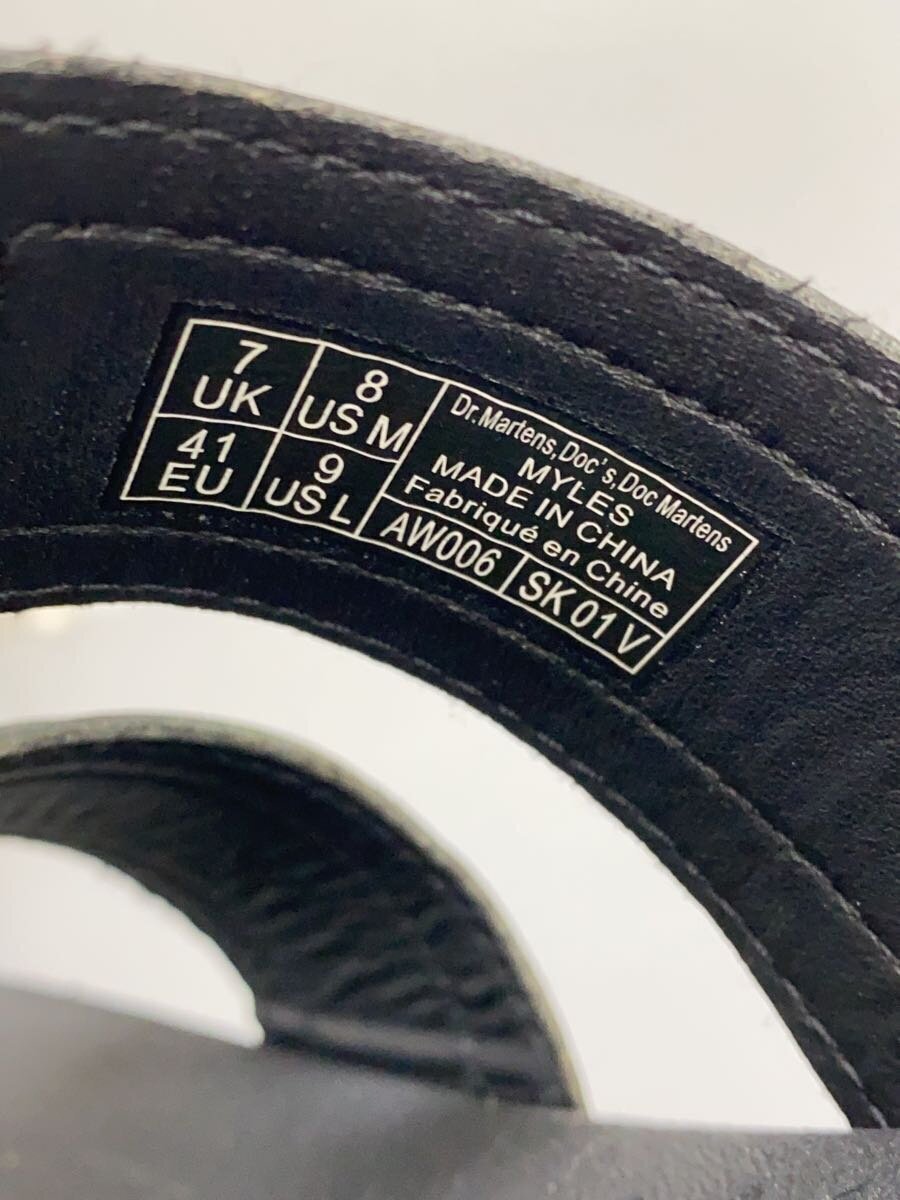 7
UK
8
US M
41
EU
9
US L
Dr.Martens,Doc's,Doc Martens
MYLES
MADE IN CHINA
Fabriqué en Chine
AW006
SK 01 V